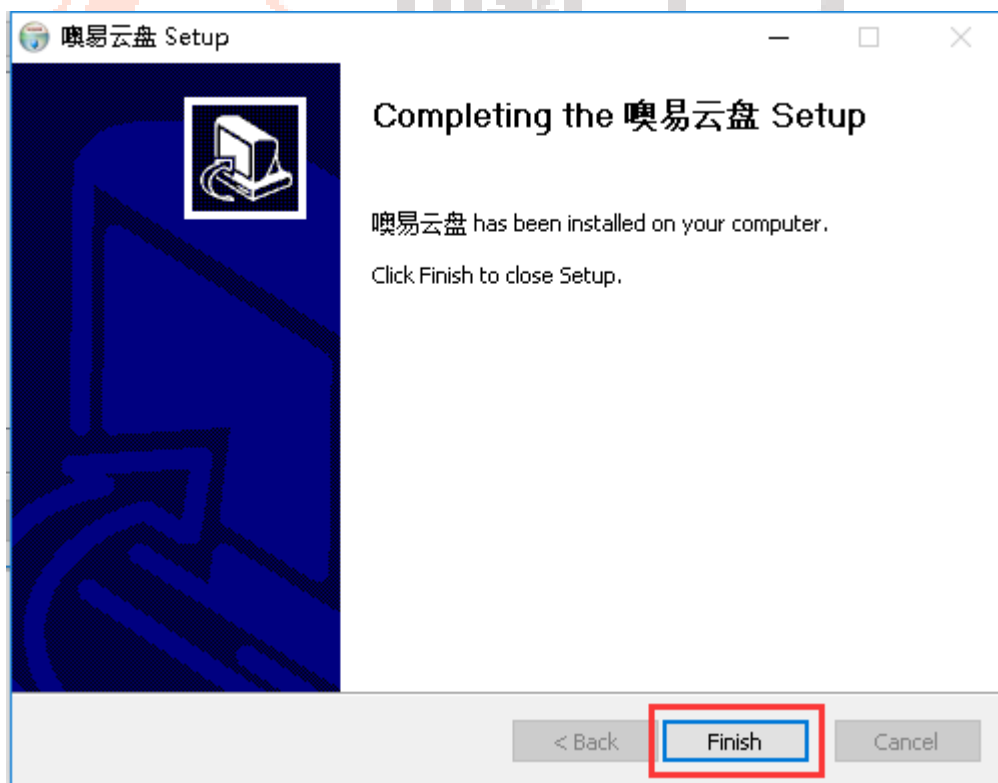 噢易云盘 Setup
Completing the 噢易云盘 Setup
噢易云盘 has been installed on your computer.
Click Finish to close Setup.
< Back
Finish
Cancel